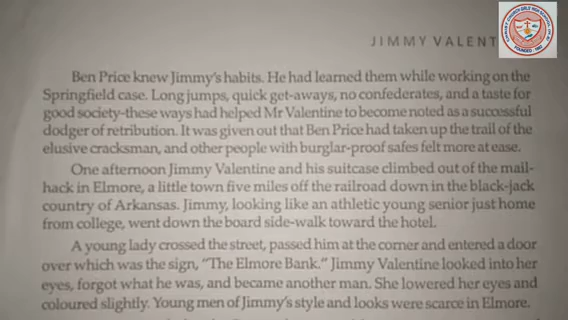 JIMMY VALENT
Ben Price knew Jimmy's habits. He had learned them while working on the
Springfield case. Long jumps, quick get-aways, no confederates, and a taste for
good society-these ways had helped Mr Valentine to become noted as a successful
dodger of retribution. It was given out that Ben Price had taken up the trail of the
elusive cracksman, and other people with burglar-proof safes felt more at ease.
One afternoon Jimmy Valentine and his suitcase climbed out of the mail-
hack in Elmore, a little town five miles off the railroad down in the black-jack
country of Arkansas. Jimmy, looking like an athletic young senior just home
from college, went down the board side-walk toward the hotel.
A young lady crossed the street, passed him at the corner and entered a door
over which was the sign, "The Elmore Bank." Jimmy Valentine looked into her
eyes, forgot what he was, and became another man. She lowered her eyes and
coloured slightly. Young men of Jimmy's style and looks were scarce in Elmore.